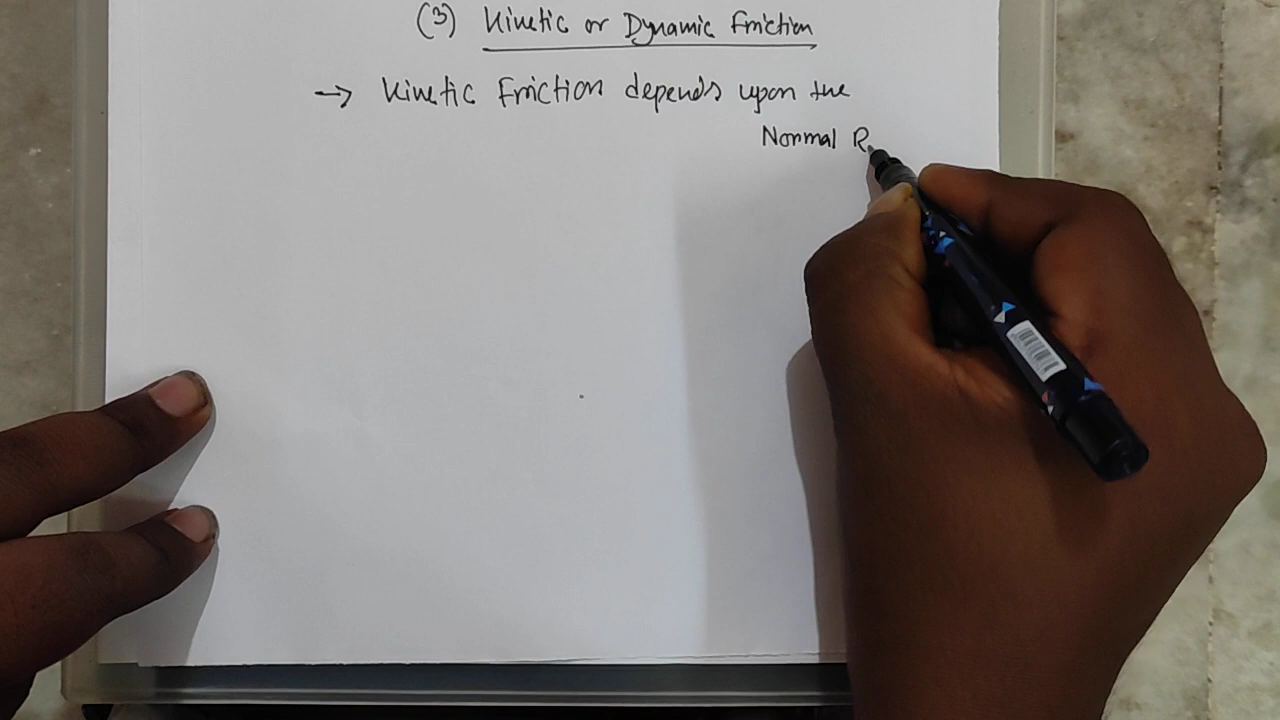 (3) Kinetic or Dynamic Friction
→ Kinetic Friction depends upon the
Normal R